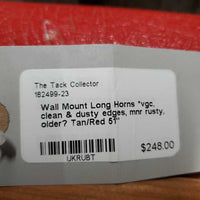 The Tack Collector
182499-23
Wall Mount Long Horns *vgc,
clean & dusty edges, mnr rusty,
older? Tan/Red 51"
$248.00
UKRUBT